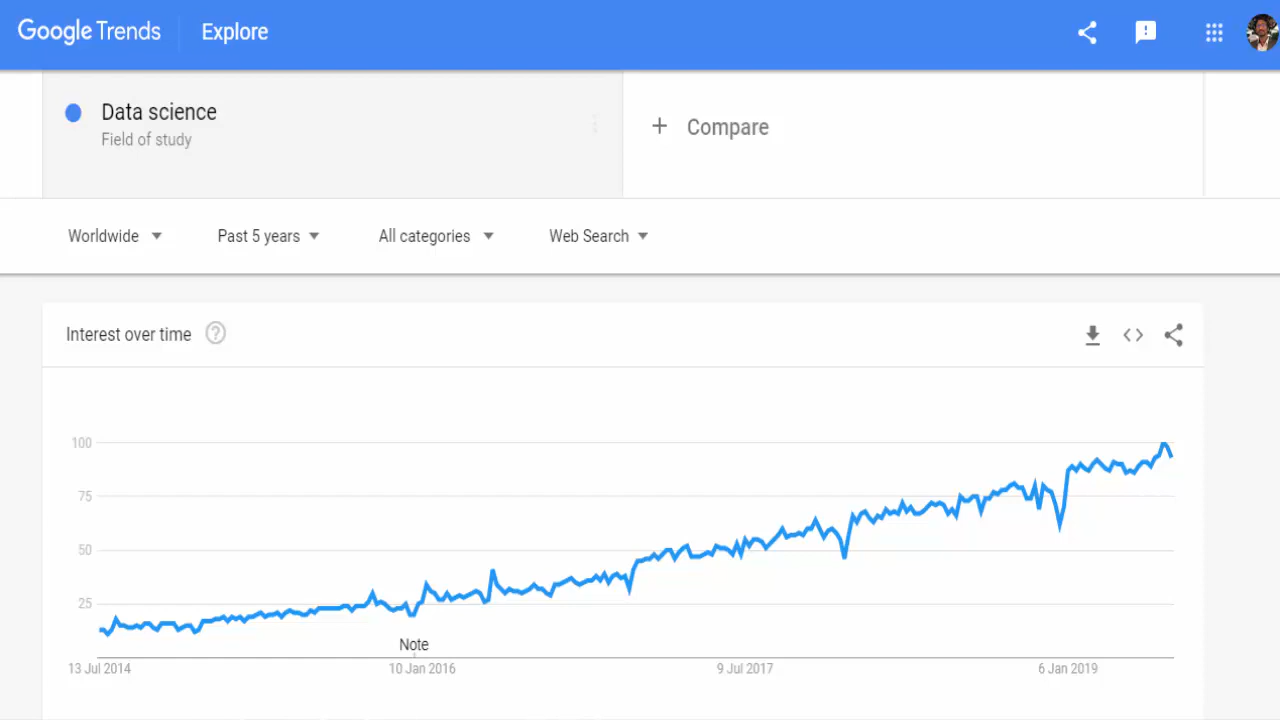 Google Trends Explore
Data science
Field of study
+ Compare
Worldwide Past 5 years All categories Web Search
Interest over time ?
100
75
50
25
Note
13 Jul 2014 10 Jan 2016 9 Jul 2017 6 Jan 2019